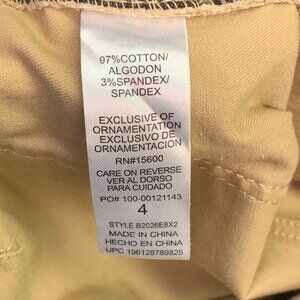 97%COTTON/
ALGODON
3%SPANDEX/
SPANDEX
EXCLUSIVE OF
ORNAMENTATION
EXCLUSIVO DE
ORNAMENTACION
RN#15600
CARE ON REVERSE
VER AL DORSO
PARA CUIDADO
PO# 100-00121143
4
STYLE B2026E8X2
MADE IN CHINA
HECHO EN CHINA
UPC 196128789825